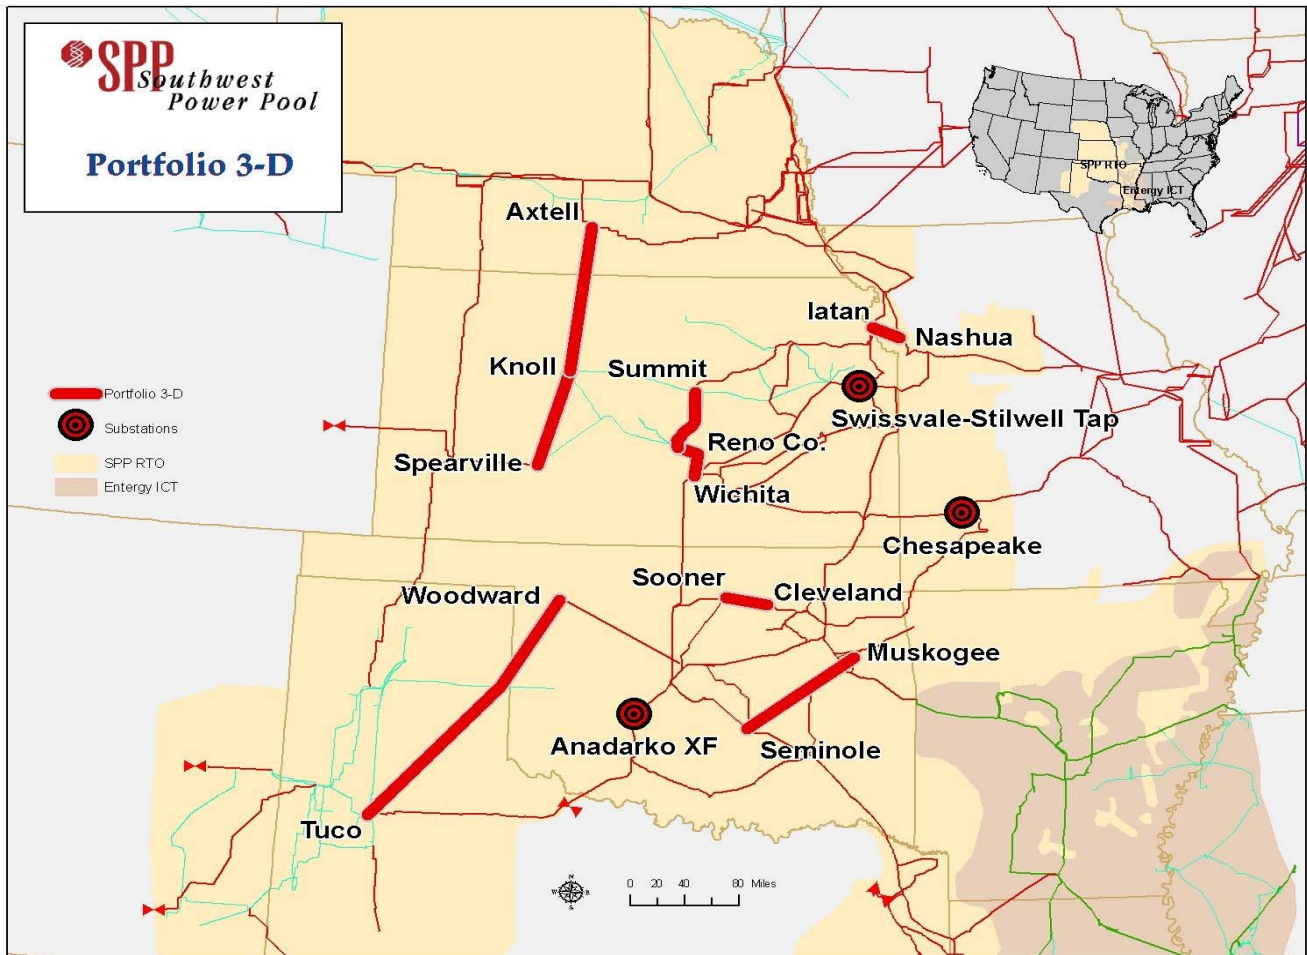 SPP
Southwest
Power Pool
Portfolio 3-D
SPP RTO
Entergy ICT
Axtell
Iatan
Nashua
Knoll
Summit
Portfolio 3-D
Substations
SPP RTO
Entergy ICT
Swissvale-Stilwell Tap
Reno Co.
Spearville
Wichita
Chesapeake
Sooner
Cleveland
Woodward
Muskogee
Anadarko XF
Seminole
Tuco
N
W E
S
0 20 40 80 Miles